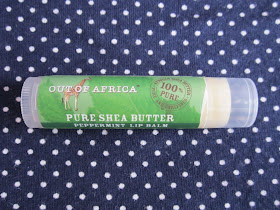 OUT OF AFRICA
100%
PURE
PURE SHEA BUTTER
PEPPERMINT LIP BALM